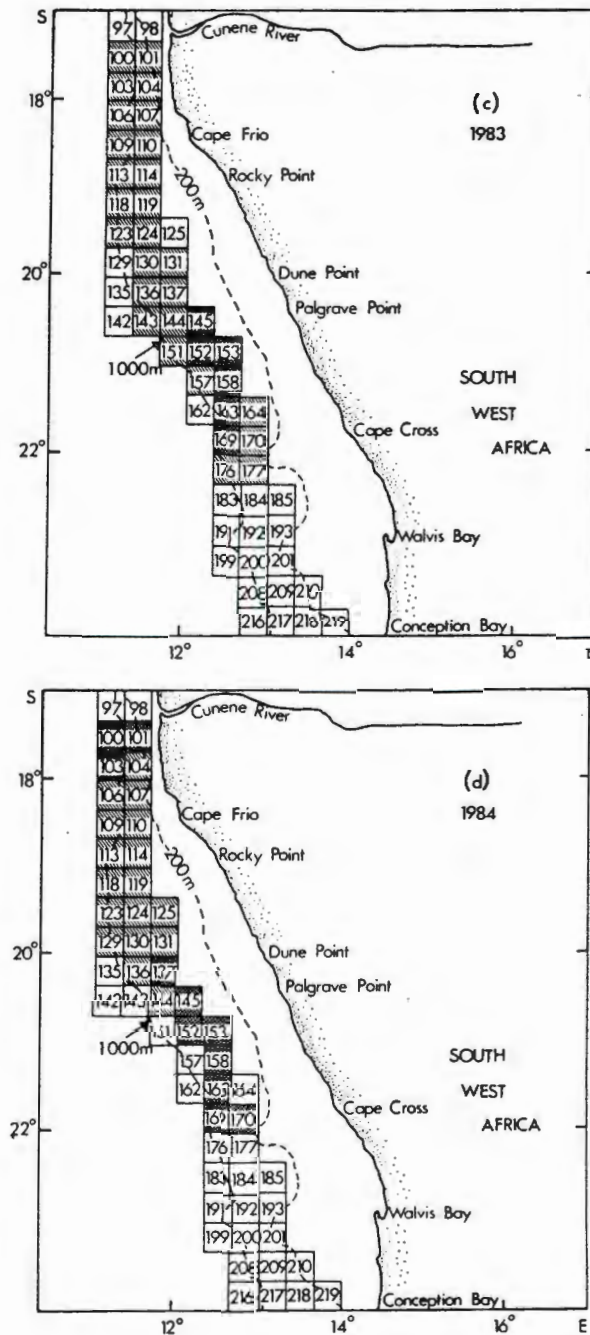 S
97 98
Cunene River
100 101
103 104
18°
(c)
106 107
1983
109 110
Cape Frio
113 114
200m
Rocky Point
118 119
123 124 125
129 130 131
20°
Dune Point
135 136 137
Palgrave Point
142 143 144 145
151 152 153
1000m
157 158
SOUTH
162 163 164
WEST
169 170
Cape Cross
AFRICA
22°
176 177
183 184 185
191 192 193
Walvis Bay
199 200 201
208 209 210
216 217 218 219
Conception Bay
12° 14° 16°
S
97 98
Cunene River
100 101
103 104
18°
(d)
106 107
1984
109 110
Cape Frio
113 114
200m
Rocky Point
118 119
123 124 125
129 130 131
20°
Dune Point
135 136 137
Palgrave Point
142 143 144 145
151 152 153
1000m
157 158
SOUTH
162 163 164
WEST
169 170
Cape Cross
AFRICA
22°
176 177
183 184 185
191 192 193
Walvis Bay
199 200 201
208 209 210
216 217 218 219
Conception Bay
12° 14° 16° E